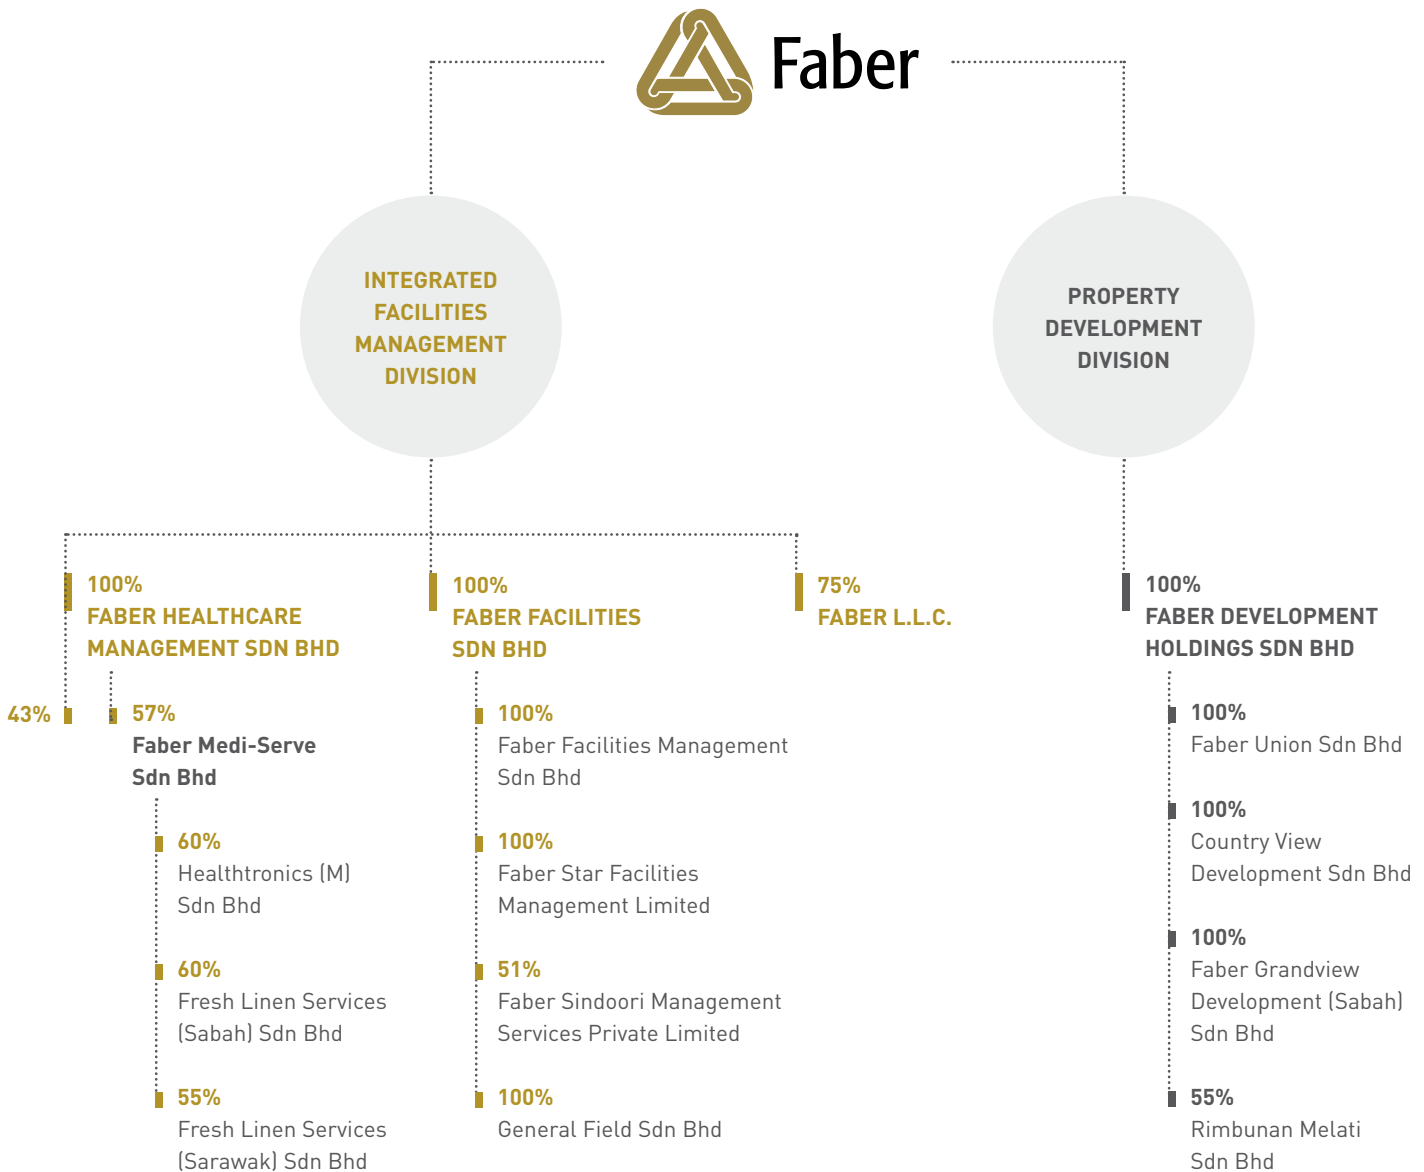 Faber
INTEGRATED
FACILITIES
MANAGEMENT
DIVISION
PROPERTY
DEVELOPMENT
DIVISION
100%
FABER HEALTHCARE
MANAGEMENT SDN BHD
43%
57%
Faber Medi-Serve
Sdn Bhd
60%
Healthtronics (M)
Sdn Bhd
60%
Fresh Linen Services
(Sabah) Sdn Bhd
55%
Fresh Linen Services
(Sarawak) Sdn Bhd
100%
FABER FACILITIES
SDN BHD
100%
Faber Facilities Management
Sdn Bhd
100%
Faber Star Facilities
Management Limited
51%
Faber Sindoori Management
Services Private Limited
100%
General Field Sdn Bhd
75%
FABER L.L.C.
100%
FABER DEVELOPMENT
HOLDINGS SDN BHD
100%
Faber Union Sdn Bhd
100%
Country View
Development Sdn Bhd
100%
Faber Grandview
Development (Sabah)
Sdn Bhd
55%
Rimbunan Melati
Sdn Bhd